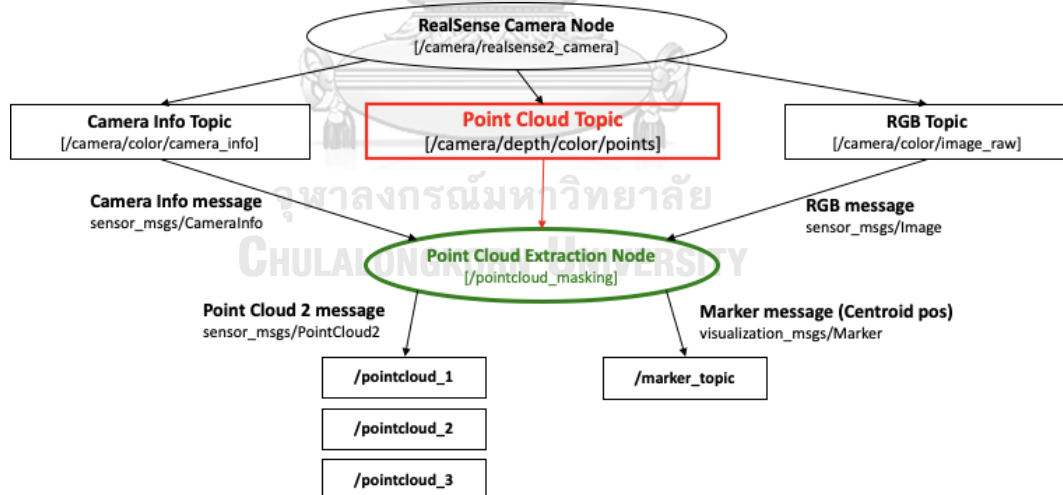 RealSense Camera Node
[/camera/realsense2_camera]
Camera Info Topic
[/camera/color/camera_info]
Point Cloud Topic
[/camera/depth/color/points]
RGB Topic
[/camera/color/image_raw]
จุฬาลงกรณ์มหาวิทยาลัย
Camera Info message
sensor_msgs/CameraInfo
RGB message
sensor_msgs/Image
CHULALONGKORN UNIVERSITY
Point Cloud Extraction Node
[/pointcloud_masking]
Point Cloud 2 message
sensor_msgs/PointCloud2
Marker message (Centroid pos)
visualization_msgs/Marker
/pointcloud_1
/marker_topic
/pointcloud_2
/pointcloud_3